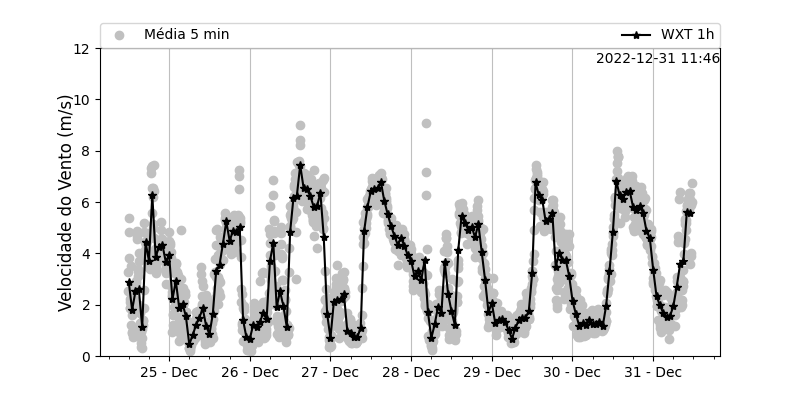 Média 5 min
WXT 1h
2022-12-31 11:46
Velocidade do Vento (m/s)
12
10
8
6
4
2
0
25 - Dec
26 - Dec
27 - Dec
28 - Dec
29 - Dec
30 - Dec
31 - Dec